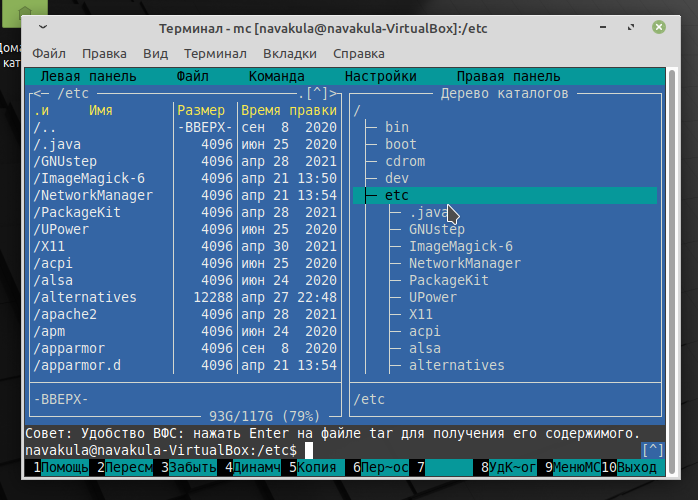 Терминал - mc [navakula@navakula-VirtualBox]:/etc
Файл Правка Вид Терминал Вкладки Справка
Левая панель Файл Команда Настройки Правая панель
<─ /etc .[^]>
.и Имя Размер Время правки
/.. -ВВЕРХ- сен 8 2020
/.java 4096 июн 25 2020
/GNUstep 4096 апр 28 2021
/ImageMagick-6 4096 апр 21 13:50
/NetworkManager 4096 апр 21 13:54
/PacketKit 4096 апр 28 2021
/UPower 4096 июн 25 2020
/X11 4096 апр 30 2021
/acpi 4096 июн 25 2020
/alsa 4096 июн 24 2020
/alternatives 12288 апр 27 22:48
/apache2 4096 апр 28 2021
/apm 4096 июн 24 2020
/apparmor 4096 сен 8 2020
/apparmor.d 4096 апр 21 13:54
-ВВЕРХ-
93G/117G (79%)
Дерево каталогов
/
bin
boot
cdrom
dev
etc
.java
GNUstep
ImageMagick-6
NetworkManager
PackageKit
UPower
X11
acpi
alsa
alternatives
/etc
Совет: Удобство ВФС: нажать Enter на файле tar для получения его содержимого.
navakula@navakula-VirtualBox:/etc$ [^]
1Помощь 2Пересм 3Забыть 4Динамч 5Копия 6Пер~ос 7 8УдК~ог 9МенюMC 10Выход